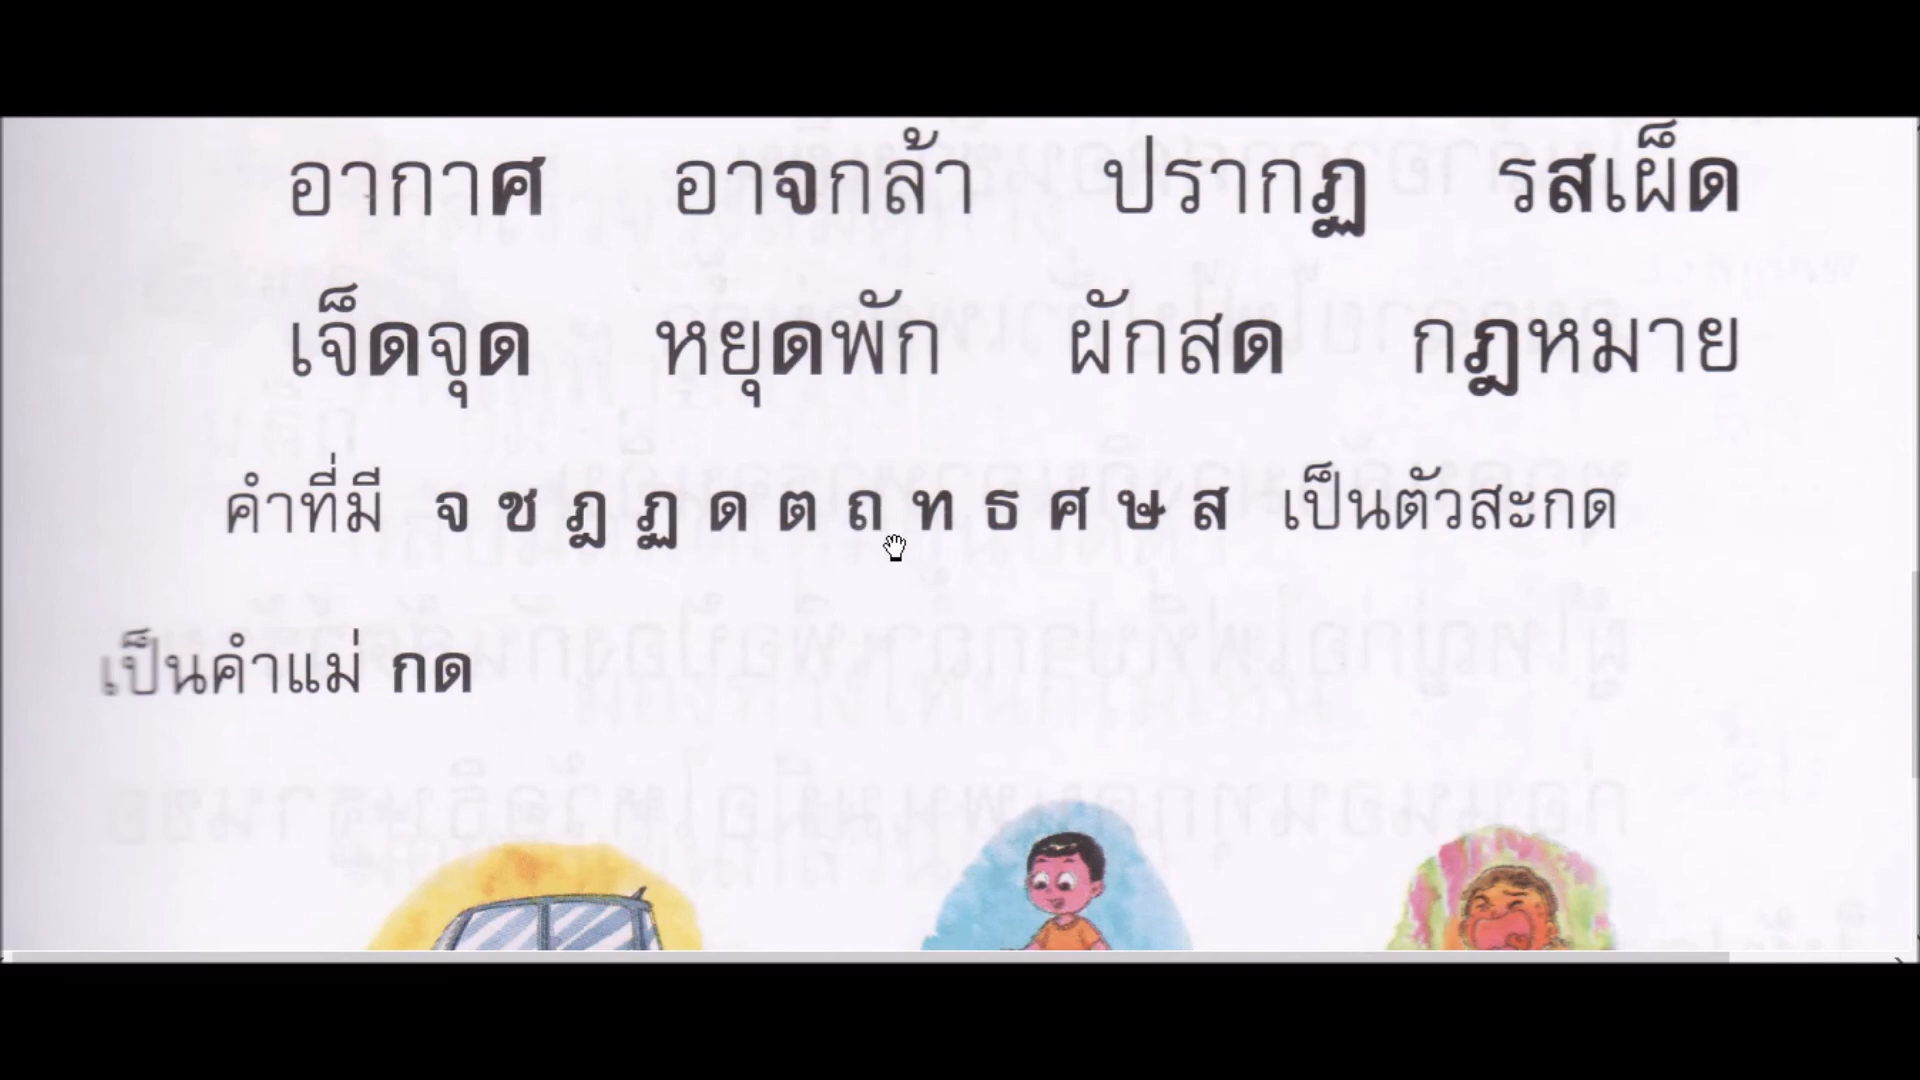 อากาศ อาจกล้า ปรากฏ รสเผ็ด
เจ็ดจุด หยุดพัก ผักสด กฎหมาย
คำที่มี จ ช ฎ ฏ ด ต ถ ท ธ ศ ษ ส เป็นตัวสะกด
เป็นคำแม่ กด